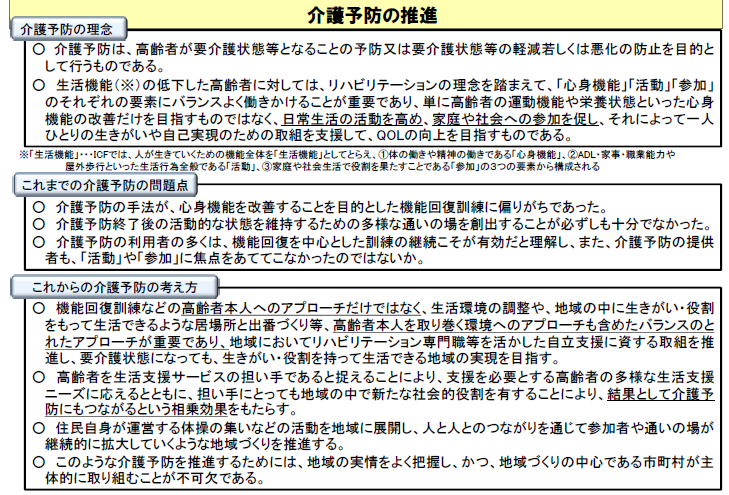 介護予防の推進
介護予防の理念
○ 介護予防は、高齢者が要介護状態等となることの予防又は要介護状態等の軽減若しくは悪化の防止を目的と
して行うものである。
○ 生活機能(※)の低下した高齢者に対しては、リハビリテーションの理念を踏まえて、「心身機能」「活動」「参加」
のそれぞれの要素にバランスよく働きかけることが重要であり、単に高齢者の運動機能や栄養状態といった心身
機能の改善だけを目指すものではなく、日常生活の活動を高め、家庭や社会への参加を促し、それによって一人
ひとりの生きがいや自己実現のための取組を支援して、QOLの向上を目指すものである。
※「生活機能」・・・ICFでは、人が生きていくための機能全体を「生活機能」としてとらえ、①体の働きや精神の働きである「心身機能」、②ADL・家事・職業能力や
屋外歩行といった生活行為全般である「活動」、③家庭や社会生活で役割を果たすことである「参加」の3つの要素から構成される
これまでの介護予防の問題点
○ 介護予防の手法が、心身機能を改善することを目的とした機能回復訓練に偏りがちであった。
○ 介護予防終了後の活動的な状態を維持するための多様な通いの場を創出することが必ずしも十分でなかった。
○ 介護予防の利用者の多くは、機能回復を中心とした訓練の継続こそが有効だと理解し、また、介護予防の提供
者も、「活動」や「参加」に焦点をあててこなかったのではないか。
これからの介護予防の考え方
○ 機能回復訓練などの高齢者本人へのアプローチだけではなく、生活環境の調整や、地域の中に生きがい・役割
をもって生活できるような居場所と出番づくり等、高齢者本人を取り巻く環境へのアプローチも含めたバランスのと
れたアプローチが重要であり、地域においてリハビリテーション専門職等を活かした自立支援に資する取組を推
進し、要介護状態になっても、生きがい・役割を持って生活できる地域の実現を目指す。
○ 高齢者を生活支援サービスの担い手であると捉えることにより、支援を必要とする高齢者の多様な生活支援
ニーズに応えるとともに、担い手にとっても地域の中で新たな社会的役割を有することにより、結果として介護予
防にもつながるという相乗効果をもたらす。
○ 住民自身が運営する体操の集いなどの活動を地域に展開し、人と人とのつながりを通じて参加者や通いの場が
継続的に拡大していくような地域づくりを推進する。
○ このような介護予防を推進するためには、地域の実情をよく把握し、かつ、地域づくりの中心である市町村が主
体的に取り組むことが不可欠である。